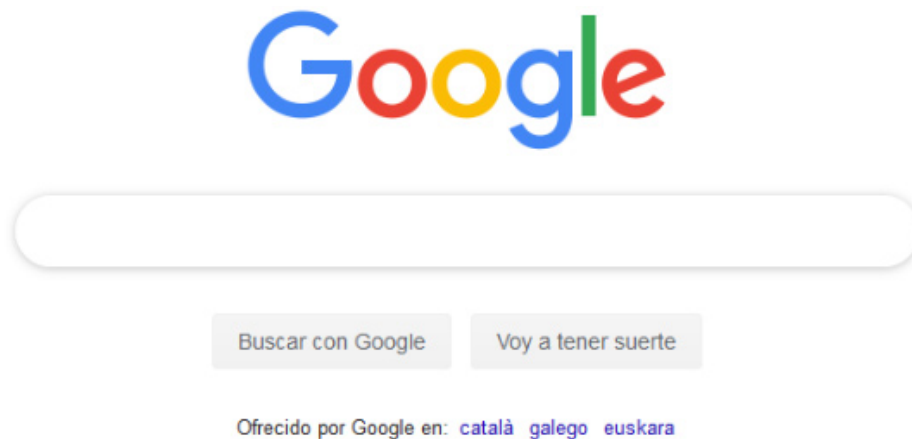 Google
Buscar con Google Voy a tener suerte
Ofrecido por Google en: català galego euskara